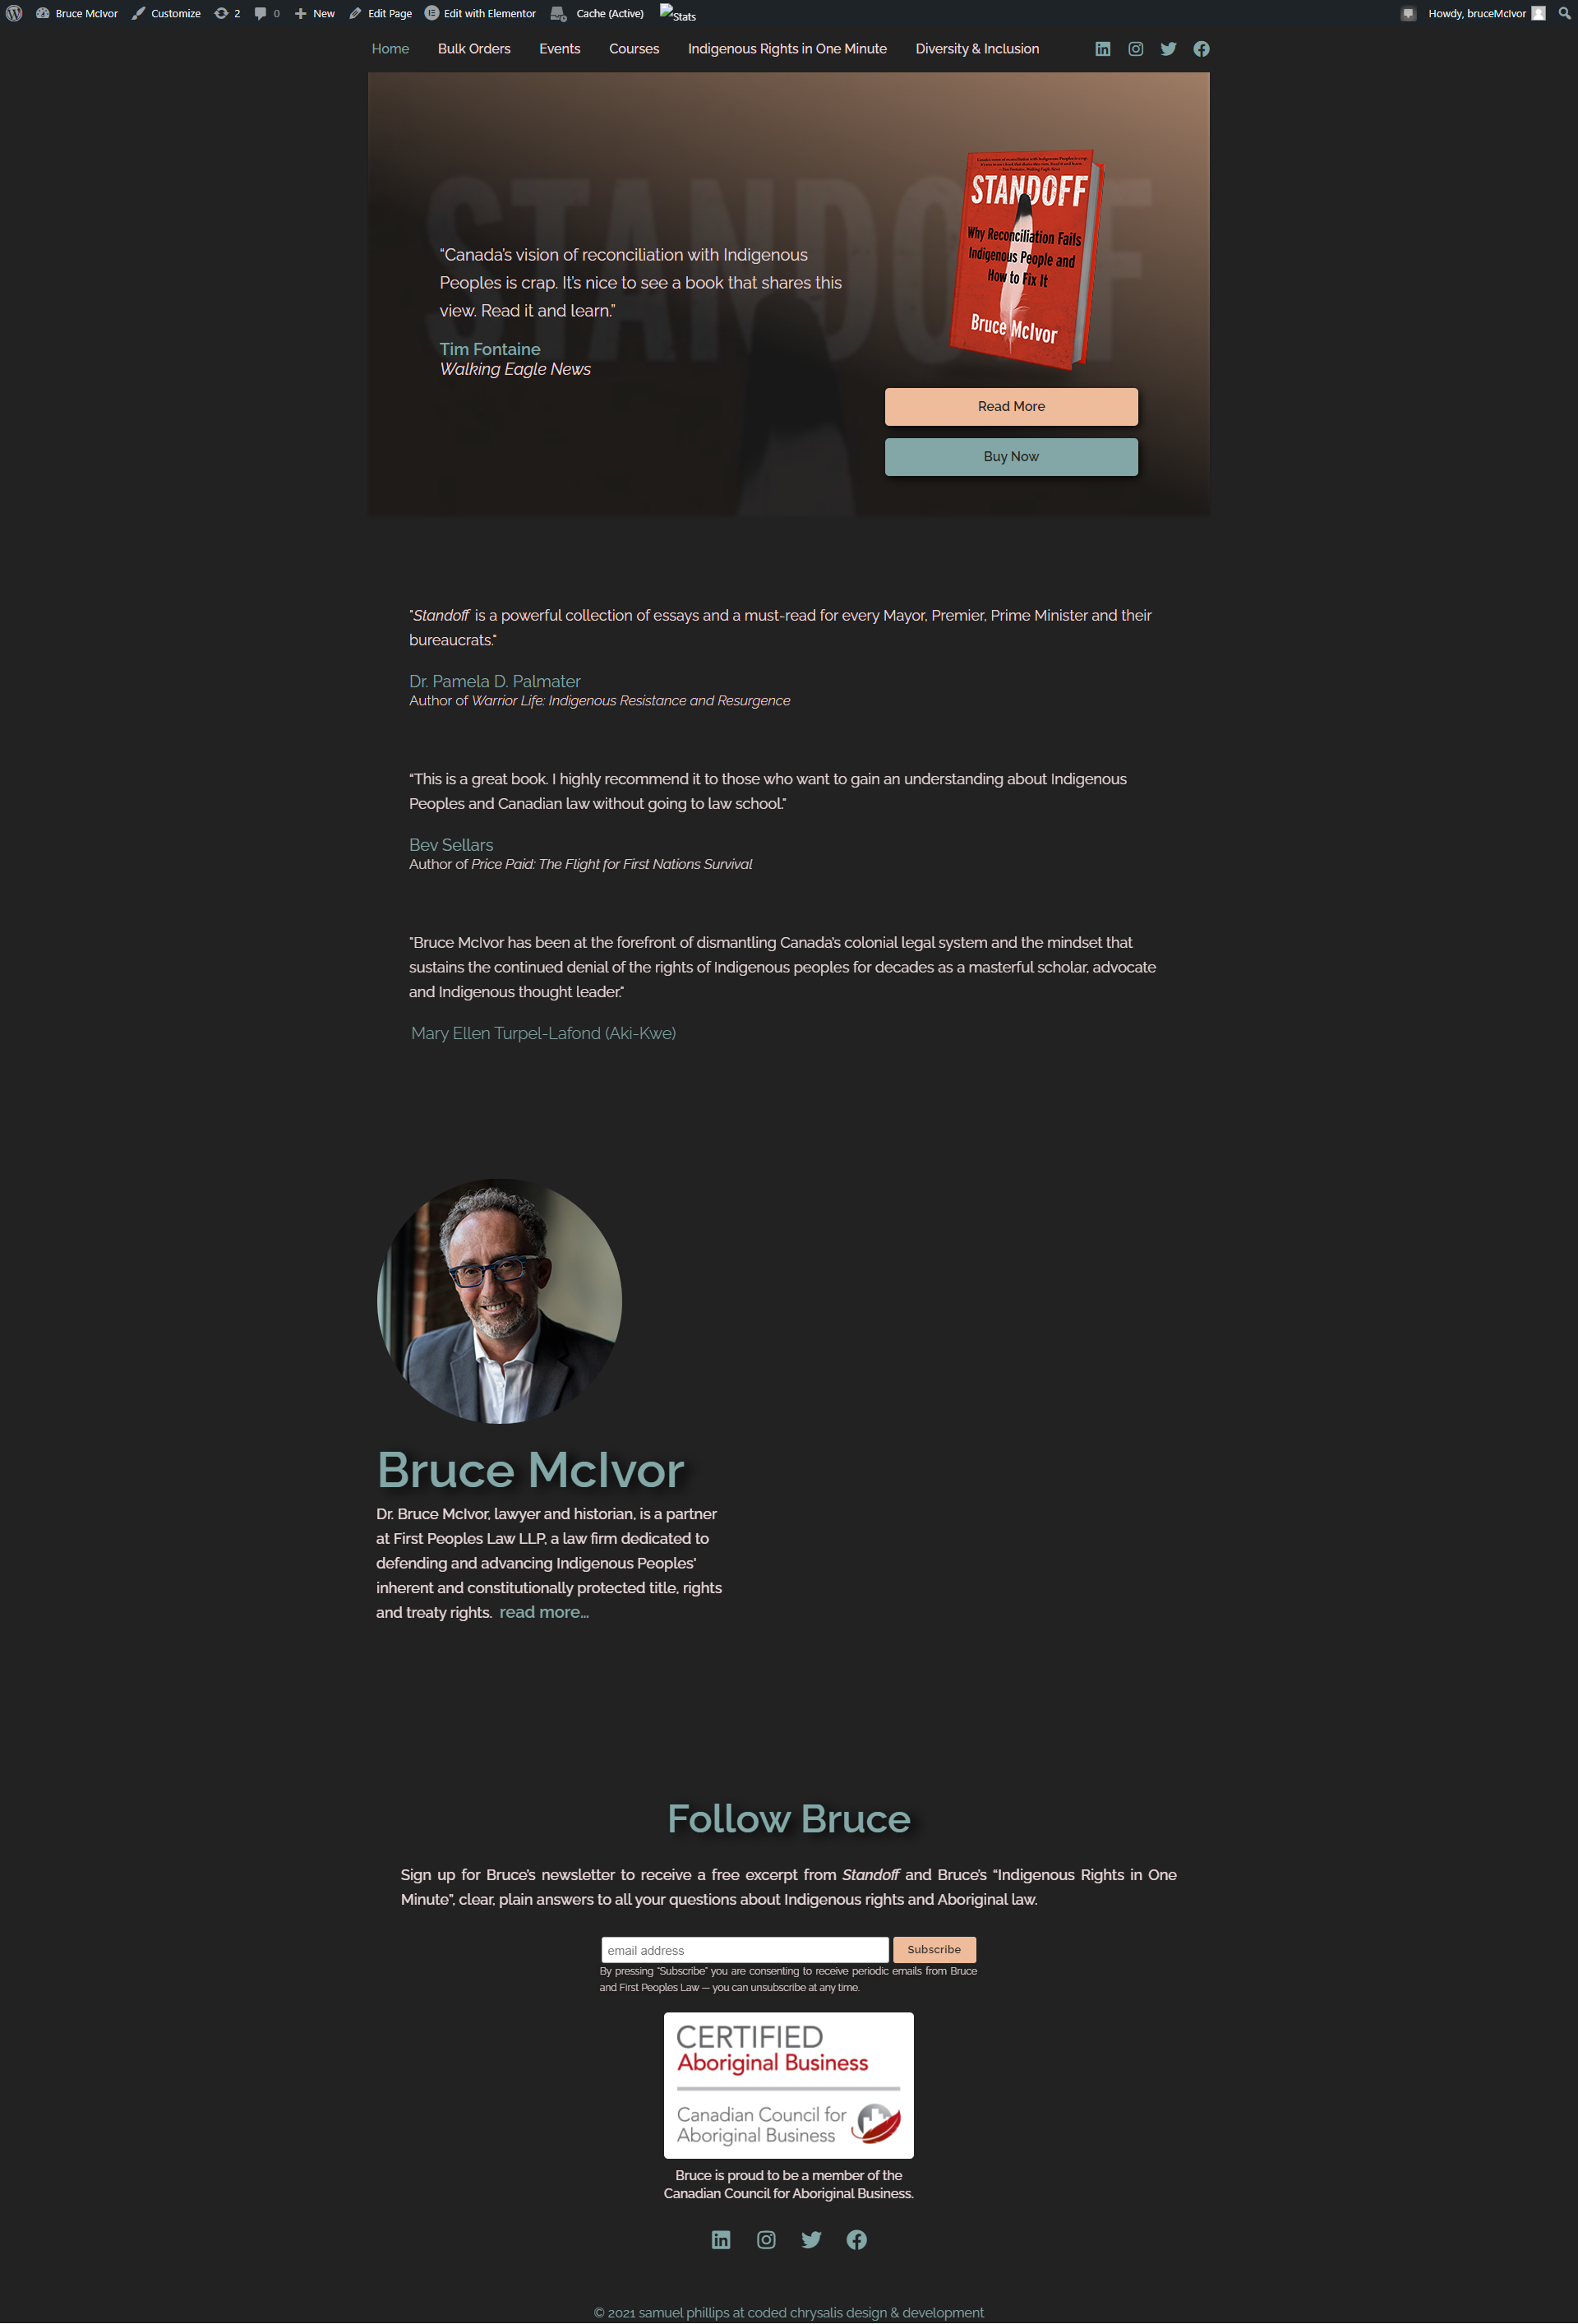 Bruce McIvor Customize 2 0 New Edit Page Edit with Elementor Cache (Active) Stats Howdy, bruceMcIvor
Home Bulk Orders Events Courses Indigenous Rights in One Minute Diversity & Inclusion
STANDOFF
STANDOFF
Why Reconciliation Fails
Indigenous People and
How to Fix It
Bruce McIvor
“Canada’s vision of reconciliation with Indigenous
Peoples is crap. It’s nice to see a book that shares this
view. Read it and learn.”
Tim Fontaine
Walking Eagle News
Read More
Buy Now
"Standoff is a powerful collection of essays and a must-read for every Mayor, Premier, Prime Minister and their
bureaucrats."
Dr. Pamela D. Palmater
Author of Warrior Life: Indigenous Resistance and Resurgence
“This is a great book. I highly recommend it to those who want to gain an understanding about Indigenous
Peoples and Canadian law without going to law school."
Bev Sellars
Author of Price Paid: The Flight for First Nations Survival
"Bruce McIvor has been at the forefront of dismantling Canada’s colonial legal system and the mindset that
sustains the continued denial of the rights of Indigenous peoples for decades as a masterful scholar, advocate
and Indigenous thought leader."
Mary Ellen Turpel-Lafond (Aki-Kwe)
Bruce McIvor
Dr. Bruce McIvor, lawyer and historian, is a partner
at First Peoples Law LLP, a law firm dedicated to
defending and advancing Indigenous Peoples'
inherent and constitutionally protected title, rights
and treaty rights. read more...
Follow Bruce
Sign up for Bruce’s newsletter to receive a free excerpt from Standoff and Bruce’s “Indigenous Rights in One
Minute”, clear, plain answers to all your questions about Indigenous rights and Aboriginal law.
email address Subscribe
By pressing “Subscribe” you are consenting to receive periodic emails from Bruce
and First Peoples Law — you can unsubscribe at any time.
CERTIFIED
Aboriginal Business
Canadian Council for
Aboriginal Business
Bruce is proud to be a member of the
Canadian Council for Aboriginal Business.
© 2021 samuel phillips at coded chrysalis design & development